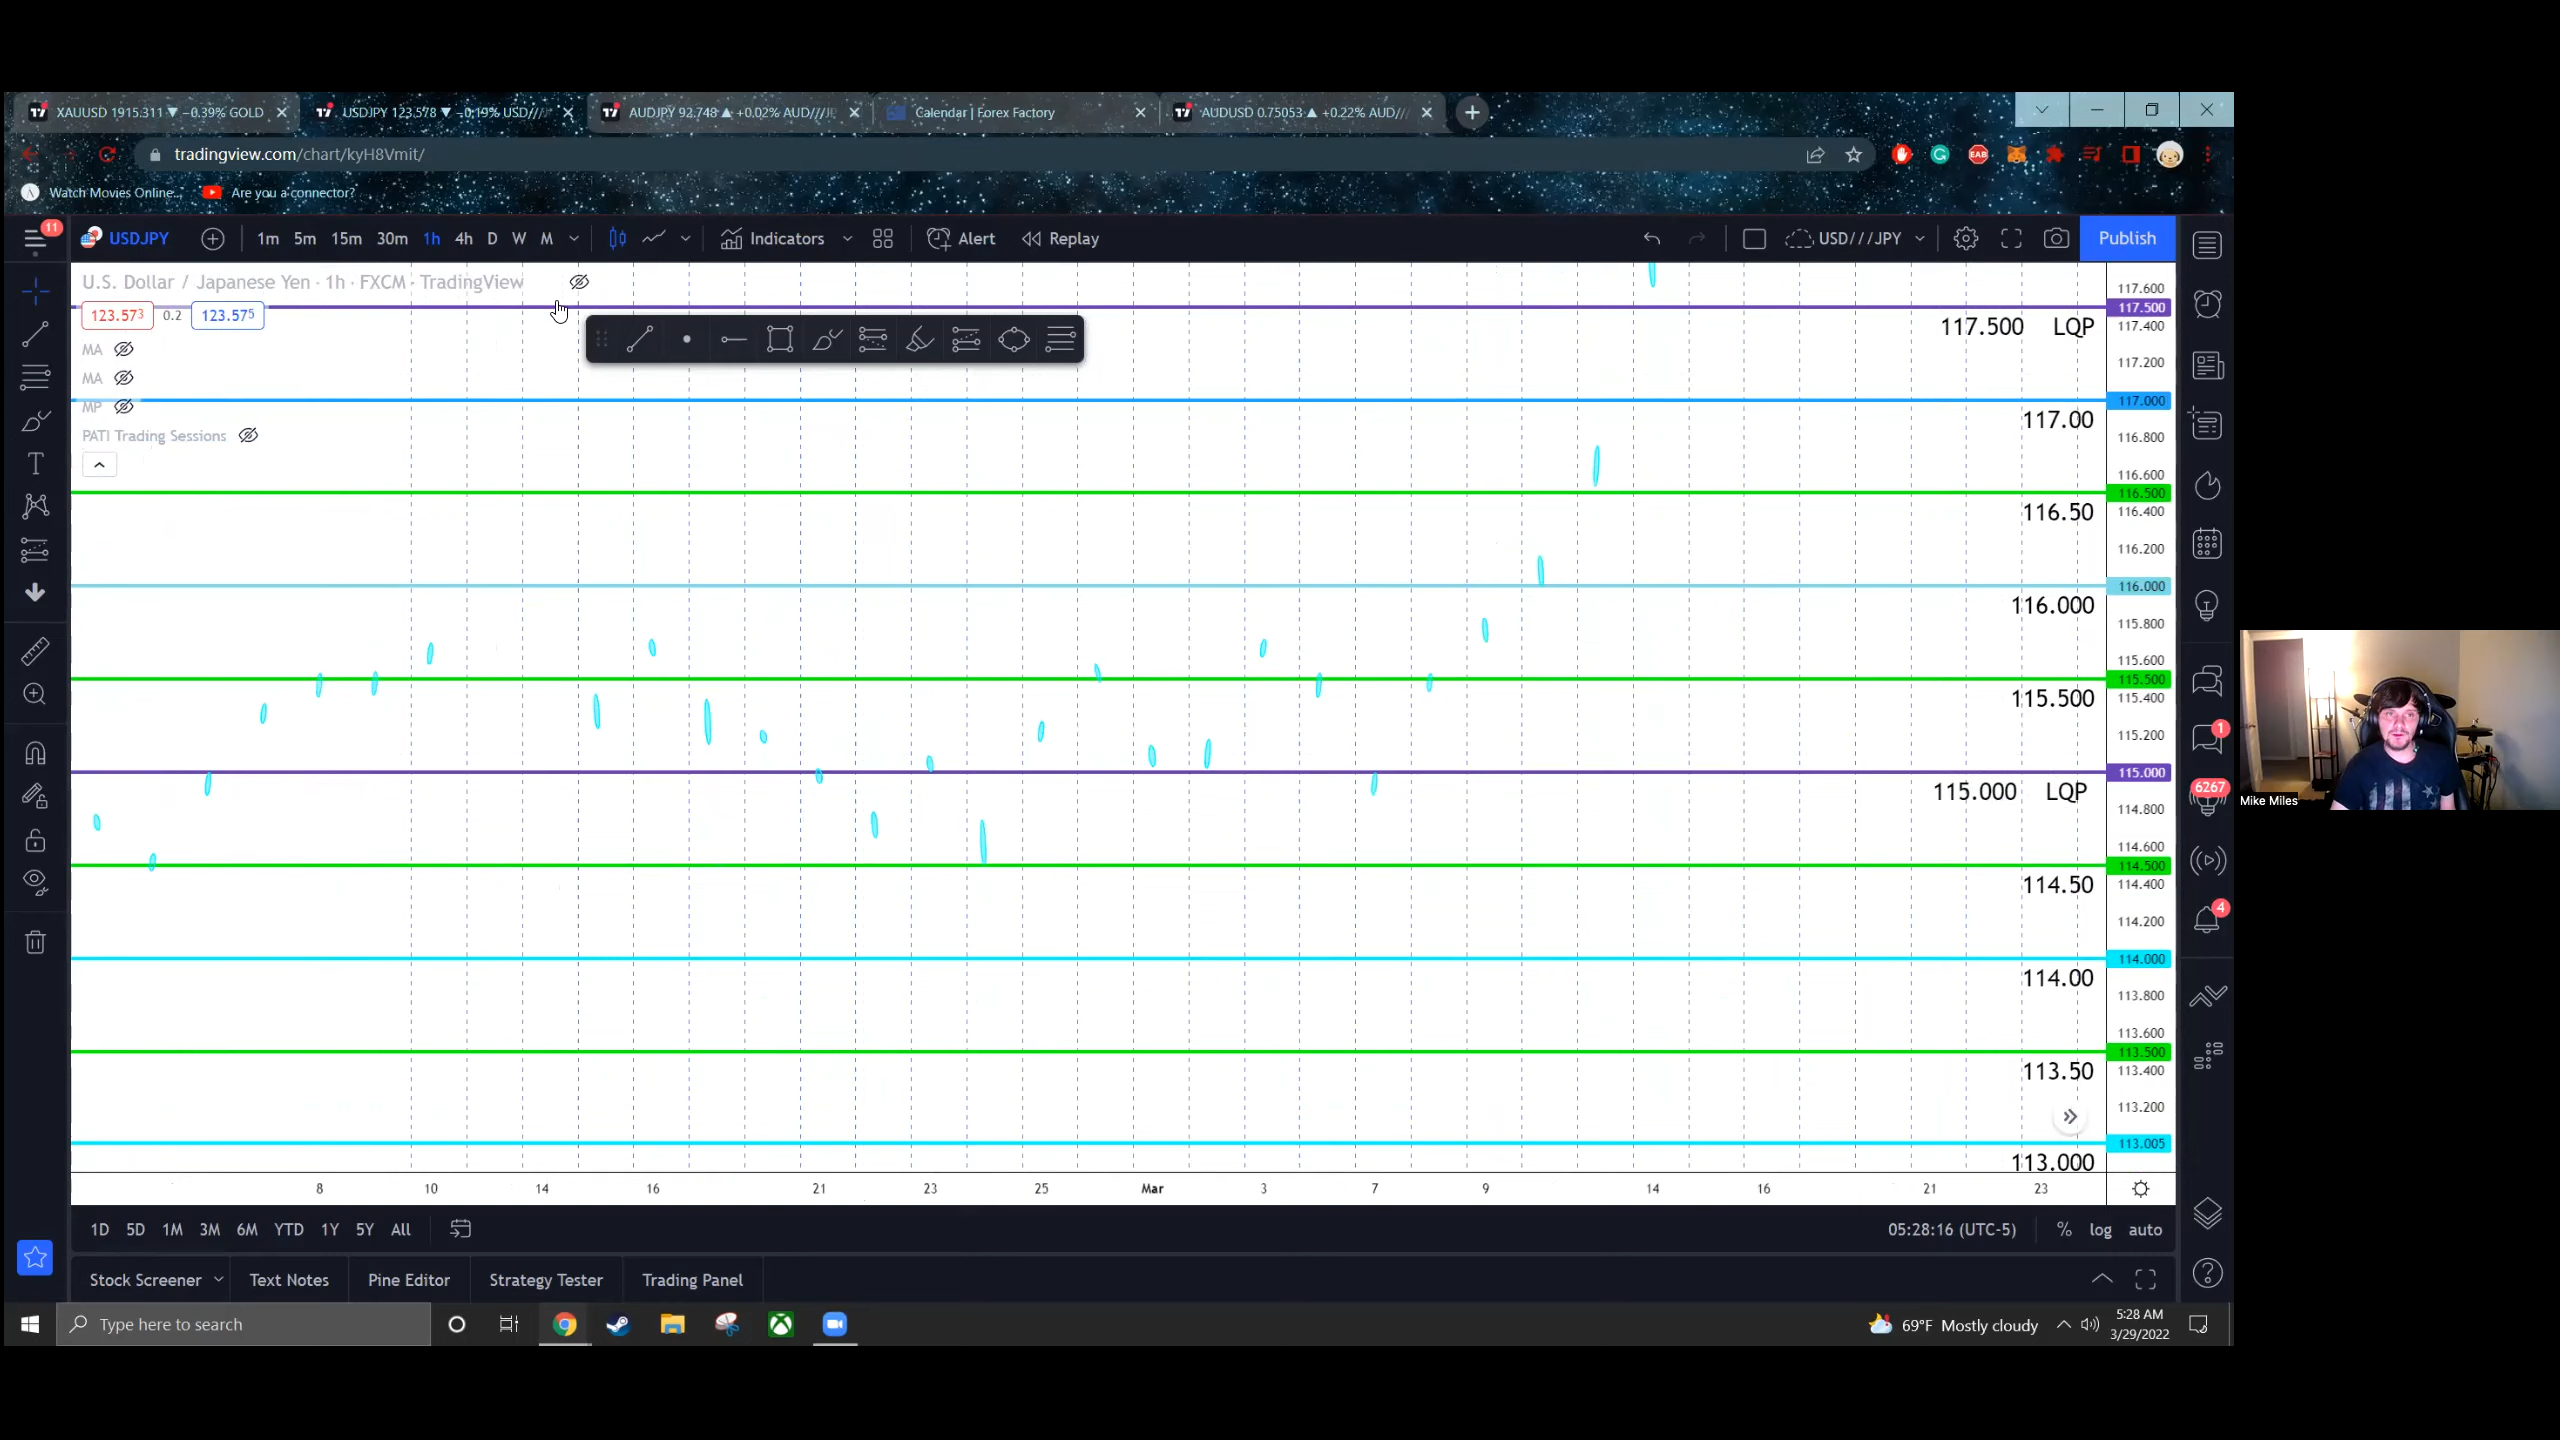 XAUUSD 1915.311 ▼ −0.39% GOLD
USDJPY 123.578 ▼ −0.19% USD///J
AUDJPY 92.748 ▲ +0.02% AUD///JP
Calendar | Forex Factory
AUDUSD 0.75053 ▲ +0.22% AUD///
tradingview.com/chart/kyH8Vmit/
EAB
Watch Movies Online...
Are you a connector?
11
USDJPY
1m 5m 15m 30m 1h 4h D W M
Indicators
Alert
Replay
USD///JPY
Publish
U.S. Dollar / Japanese Yen · 1h · FXCM · TradingView
123.573 0.2 123.575
MA
MA
MP
PATI Trading Sessions
117.500 LQP
117.00
116.50
116.000
115.500
115.000 LQP
114.50
114.00
113.50
113.000
117.600
117.500
117.400
117.200
117.000
116.800
116.600
116.500
116.400
116.200
116.000
115.800
115.600
115.500
115.400
115.200
115.000
114.800
114.600
114.500
114.400
114.200
114.000
113.800
113.600
113.500
113.400
113.200
113.005
8 10 14 16 21 23 25 Mar 3 7 9 14 16 21 23
1D 5D 1M 3M 6M YTD 1Y 5Y All
05:28:16 (UTC-5) % log auto
Stock Screener
Text Notes
Pine Editor
Strategy Tester
Trading Panel
1
6267
4
Mike Miles
Type here to search
69°F Mostly cloudy
5:28 AM
3/29/2022